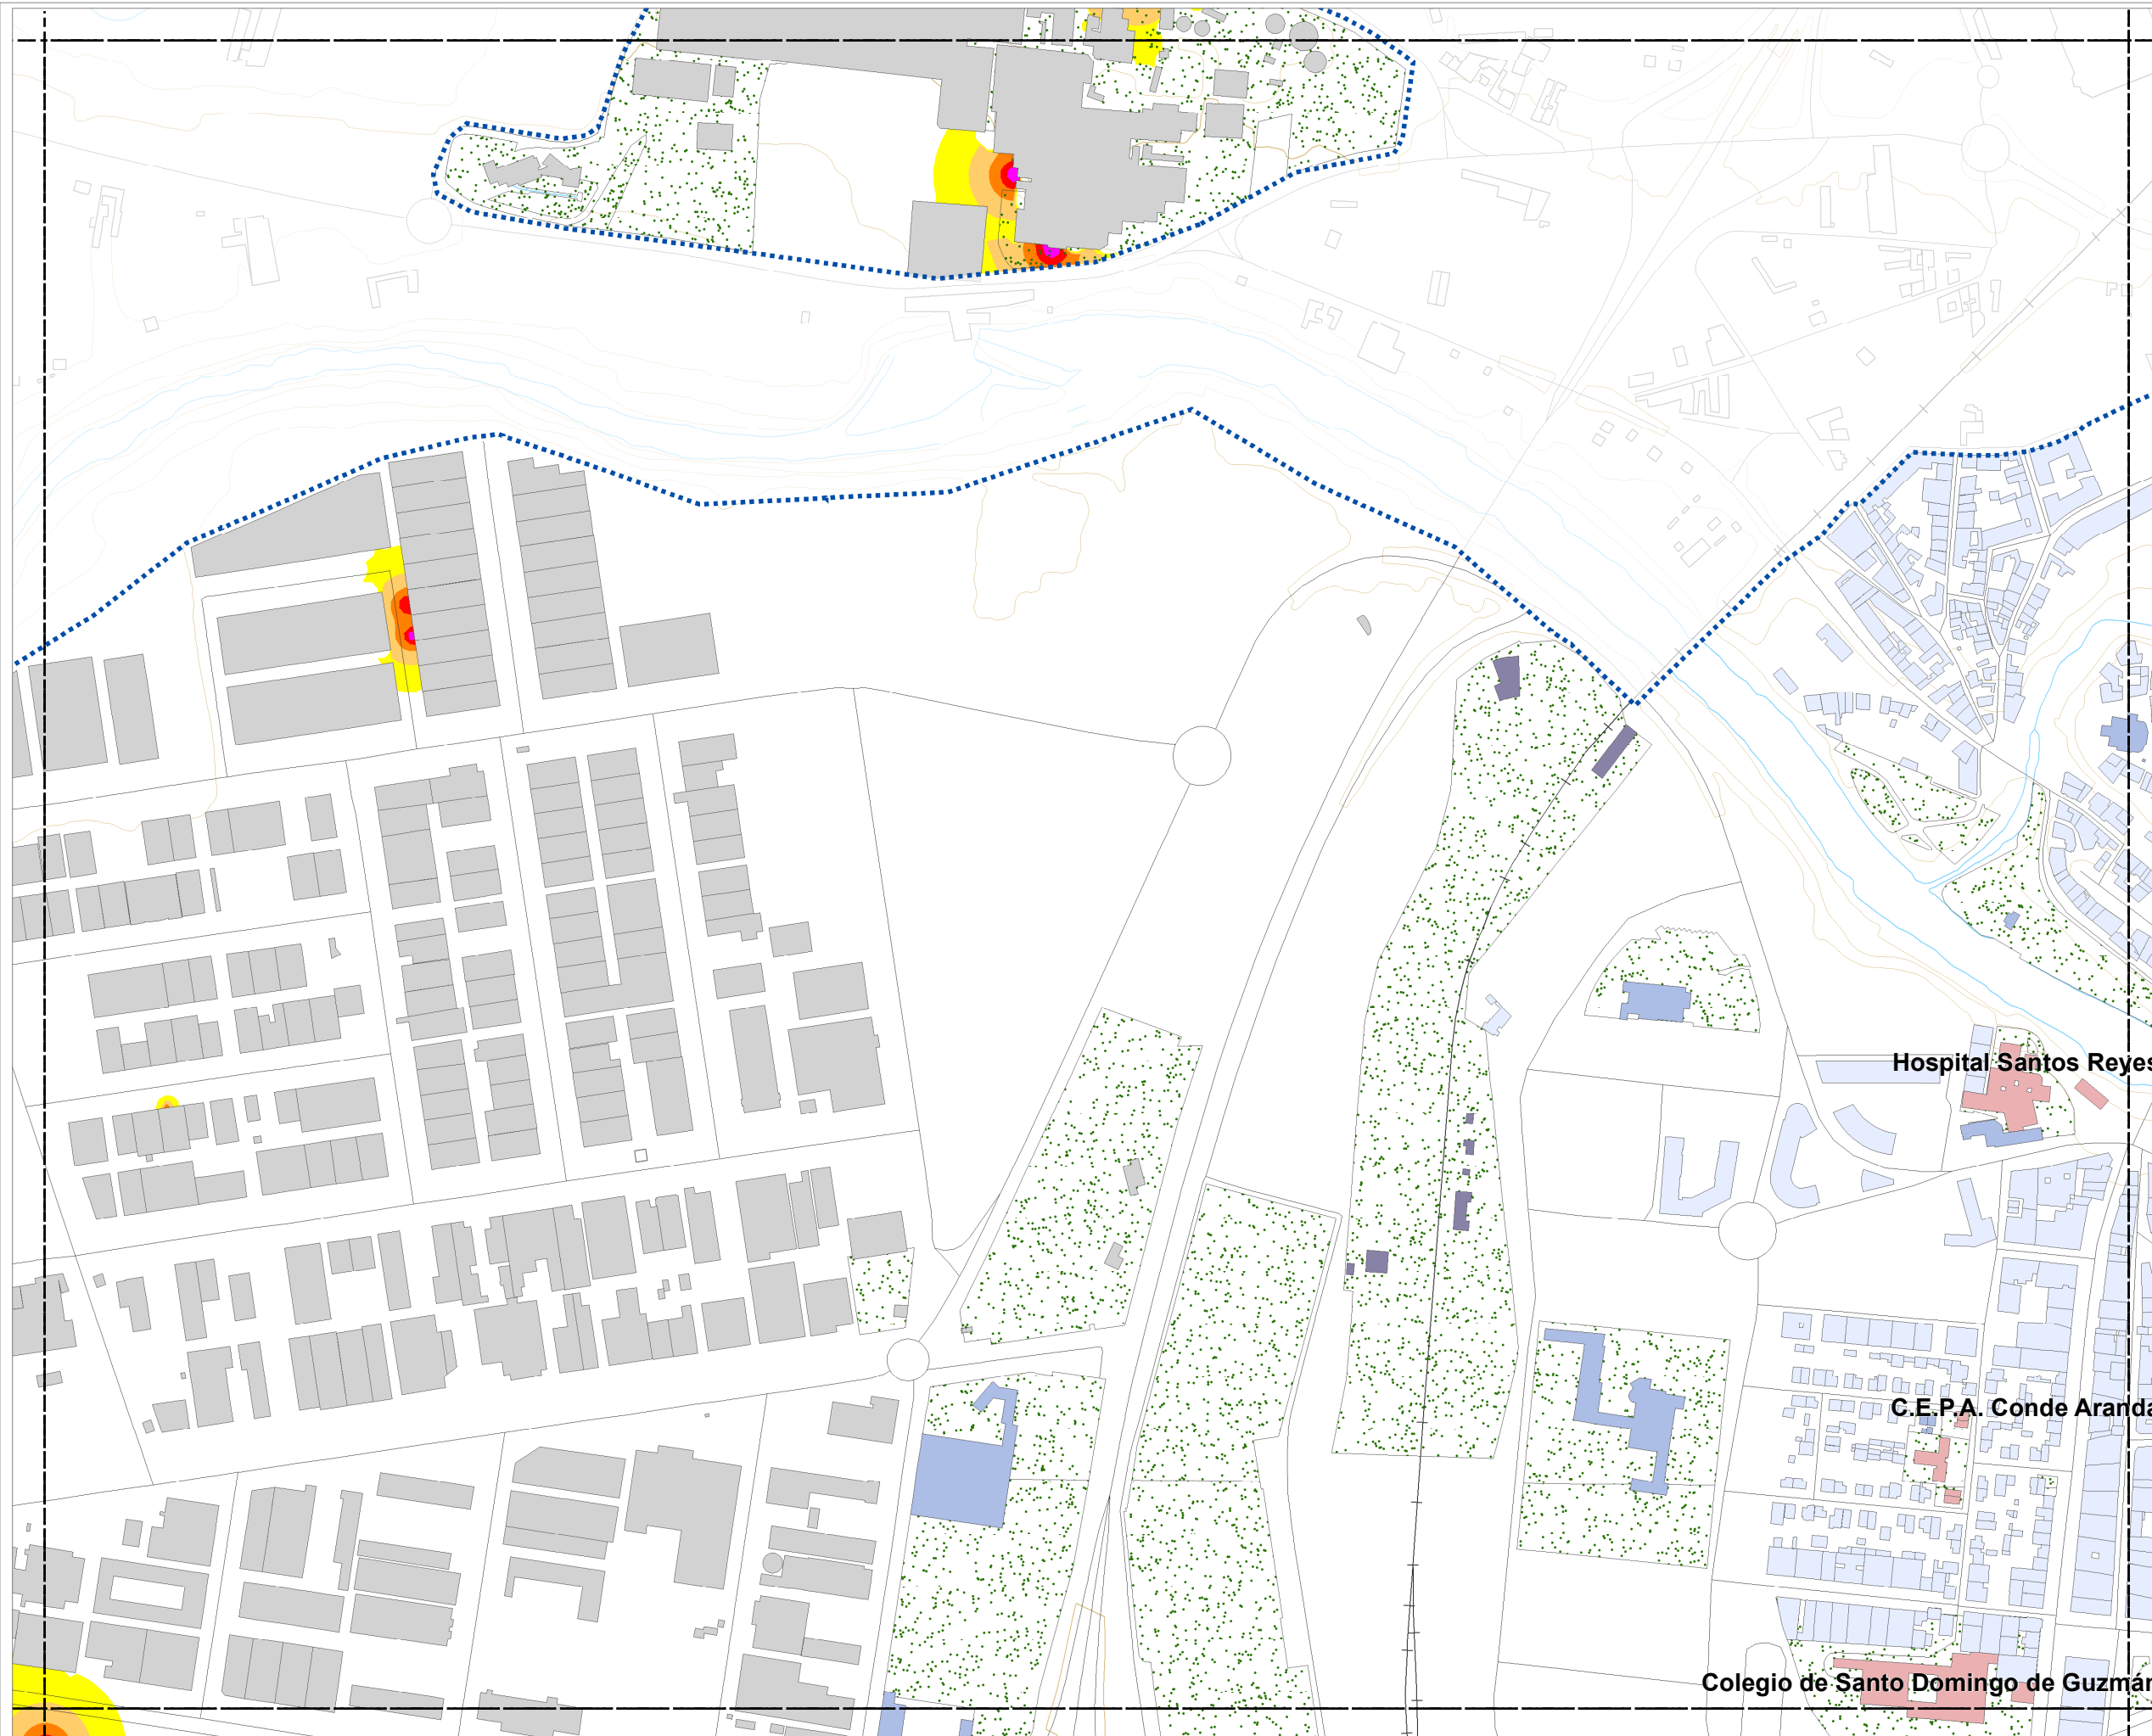 Hospital Santos Reyes
C.E.P.A. Conde Aranda
Colegio de Santo Domingo de Guzmán